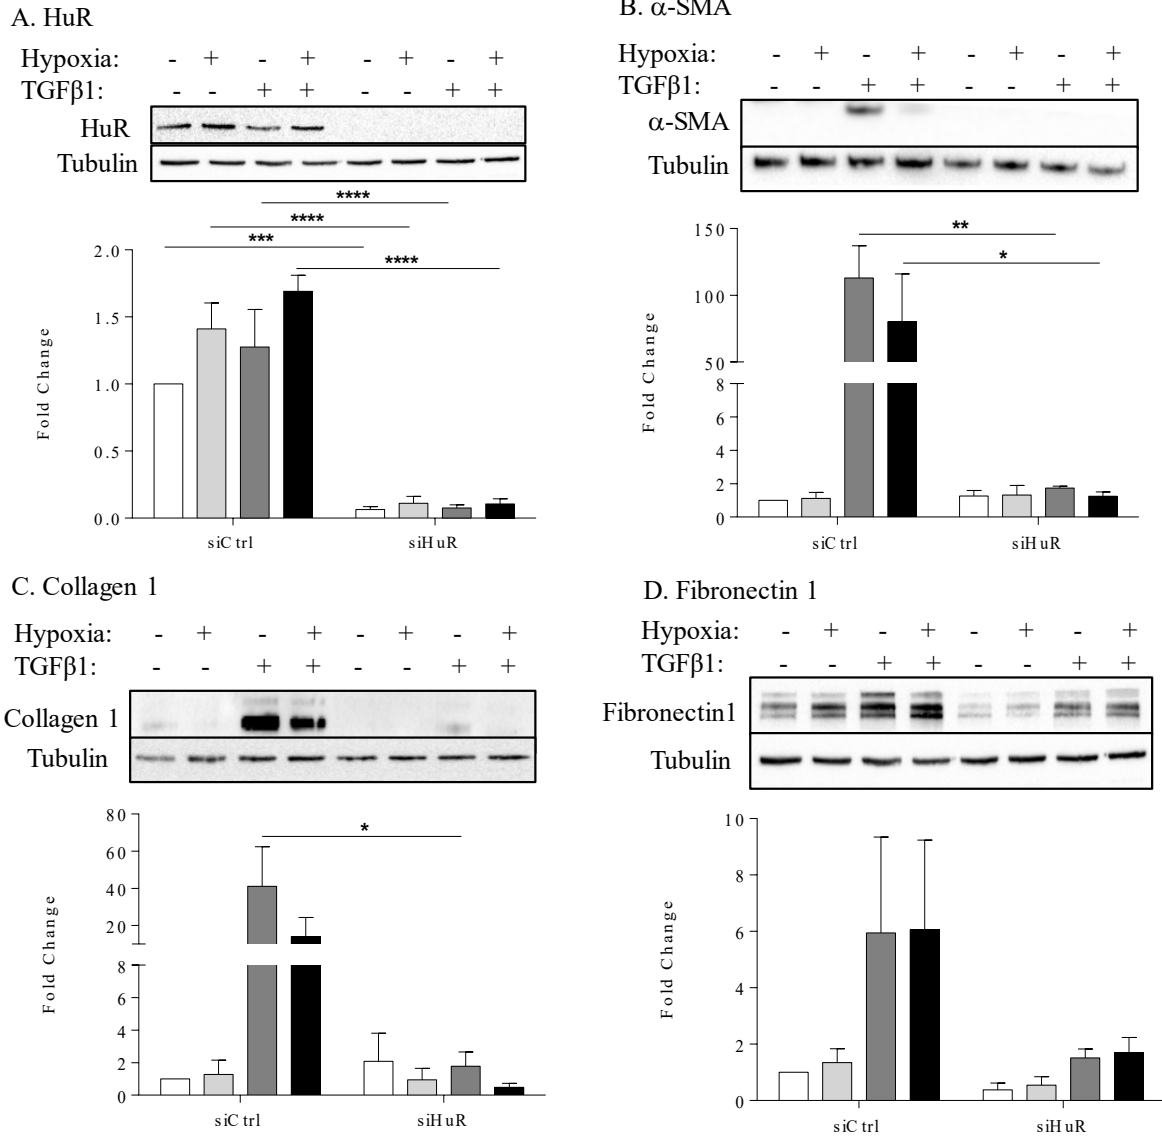 A. HuR
Hypoxia: - + - + - + - +
TGFβ1: - - + + - - + +
HuR
Tubulin
****
****
***
****
2.0
1.5
1.0
0.5
0.0
Fold Change
siCtrl siHuR
B. α-SMA
Hypoxia: - + - + - + - +
TGFβ1: - - + + - - + +
α-SMA
Tubulin
**
*
150
100
50
8
6
4
2
0
Fold Change
siCtrl siHuR
C. Collagen 1
Hypoxia: - + - + - + - +
TGFβ1: - - + + - - + +
Collagen 1
Tubulin
*
80
60
40
20
8
6
4
2
0
Fold Change
siCtrl siHuR
D. Fibronectin 1
Hypoxia: - + - + - + - +
TGFβ1: - - + + - - + +
Fibronectin1
Tubulin
10
8
6
4
2
0
Fold Change
siCtrl siHuR